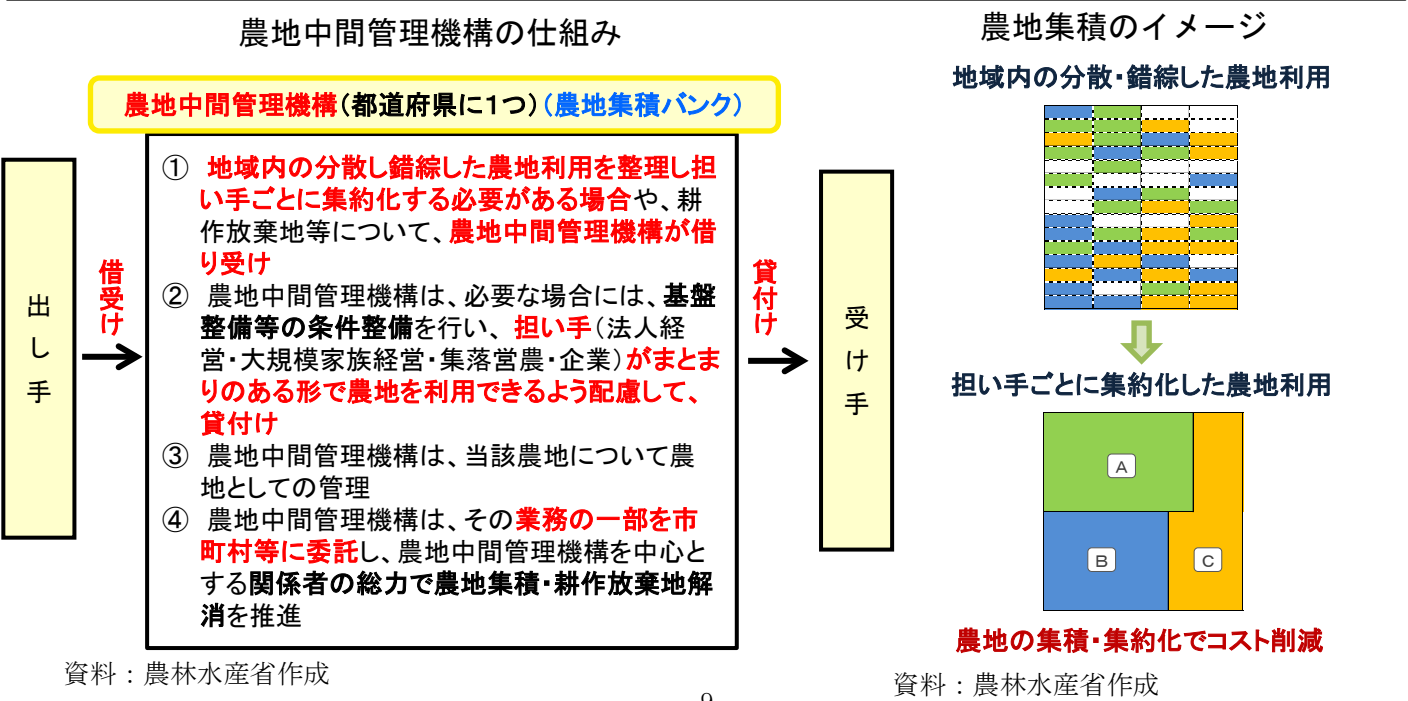 農地中間管理機構の仕組み
農地中間管理機構(都道府県に1つ)(農地集積バンク)
出し手
借受け
① 地域内の分散し錯綜した農地利用を整理し担
い手ごとに集約化する必要がある場合や、耕
作放棄地等について、農地中間管理機構が借
り受け
② 農地中間管理機構は、必要な場合には、基盤
整備等の条件整備を行い、担い手(法人経
営・大規模家族経営・集落営農・企業)がまとま
りのある形で農地を利用できるよう配慮して、
貸付け
③ 農地中間管理機構は、当該農地について農
地としての管理
④ 農地中間管理機構は、その業務の一部を市
町村等に委託し、農地中間管理機構を中心と
する関係者の総力で農地集積・耕作放棄地解
消を推進
貸付け
受け手
資料：農林水産省作成
農地集積のイメージ
地域内の分散・錯綜した農地利用
担い手ごとに集約化した農地利用
A
B
C
農地の集積・集約化でコスト削減
資料：農林水産省作成